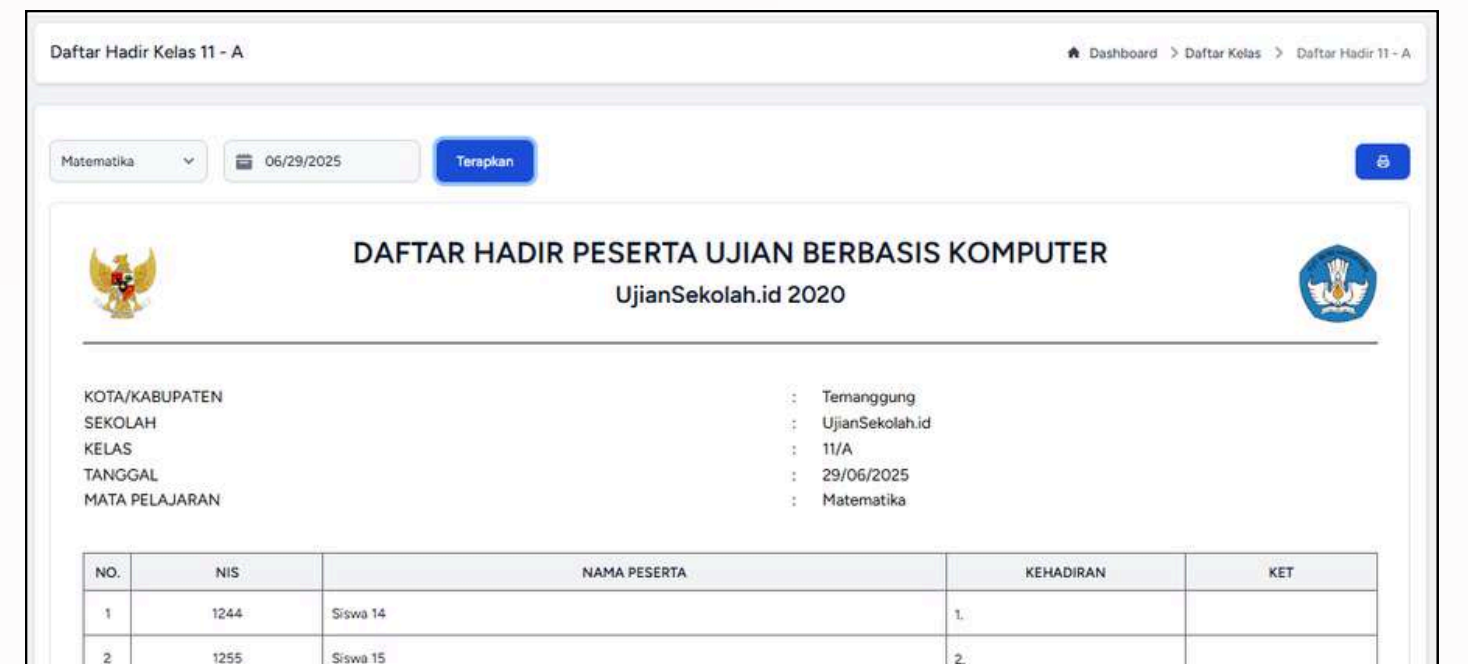 Daftar Hadir Kelas 11 - A
Dashboard > Daftar Kelas > Daftar Hadir 11 - A
Matematika 06/29/2025 Terapkan
DAFTAR HADIR PESERTA UJIAN BERBASIS KOMPUTER
UjianSekolah.id 2020
KOTA/KABUPATEN : Temanggung
SEKOLAH : UjianSekolah.id
KELAS : 11/A
TANGGAL : 29/06/2025
MATA PELAJARAN : Matematika
NO. NIS NAMA PESERTA KEHADIRAN KET
1 1244 Siswa 14 1.
2 1255 Siswa 15 2.